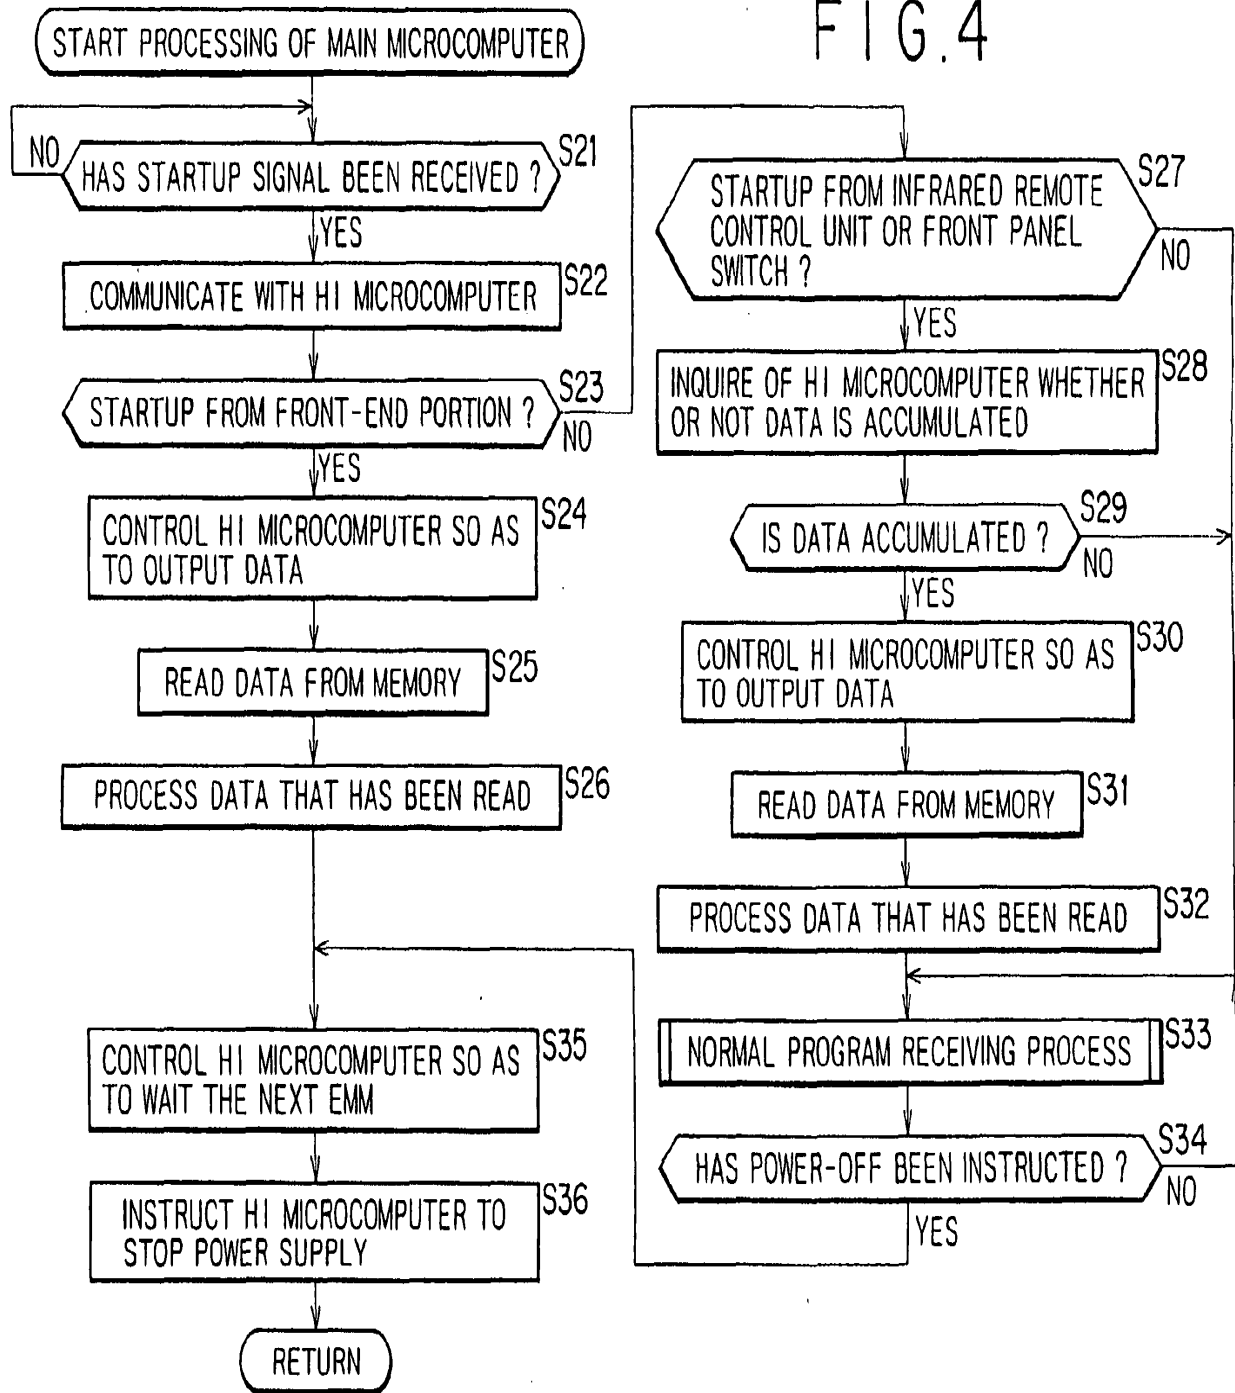 FIG.4
START PROCESSING OF MAIN MICROCOMPUTER
NO
HAS STARTUP SIGNAL BEEN RECEIVED ?
S21
YES
COMMUNICATE WITH HI MICROCOMPUTER
S22
STARTUP FROM FRONT-END PORTION ?
S23
NO
YES
CONTROL HI MICROCOMPUTER SO AS
TO OUTPUT DATA
S24
READ DATA FROM MEMORY
S25
PROCESS DATA THAT HAS BEEN READ
S26
STARTUP FROM INFRARED REMOTE
CONTROL UNIT OR FRONT PANEL
SWITCH ?
S27
NO
YES
INQUIRE OF HI MICROCOMPUTER WHETHER
OR NOT DATA IS ACCUMULATED
S28
IS DATA ACCUMULATED ?
S29
NO
YES
CONTROL HI MICROCOMPUTER SO AS
TO OUTPUT DATA
S30
READ DATA FROM MEMORY
S31
PROCESS DATA THAT HAS BEEN READ
S32
NORMAL PROGRAM RECEIVING PROCESS
S33
HAS POWER-OFF BEEN INSTRUCTED ?
S34
NO
YES
CONTROL HI MICROCOMPUTER SO AS
TO WAIT THE NEXT EMM
S35
INSTRUCT HI MICROCOMPUTER TO
STOP POWER SUPPLY
S36
RETURN